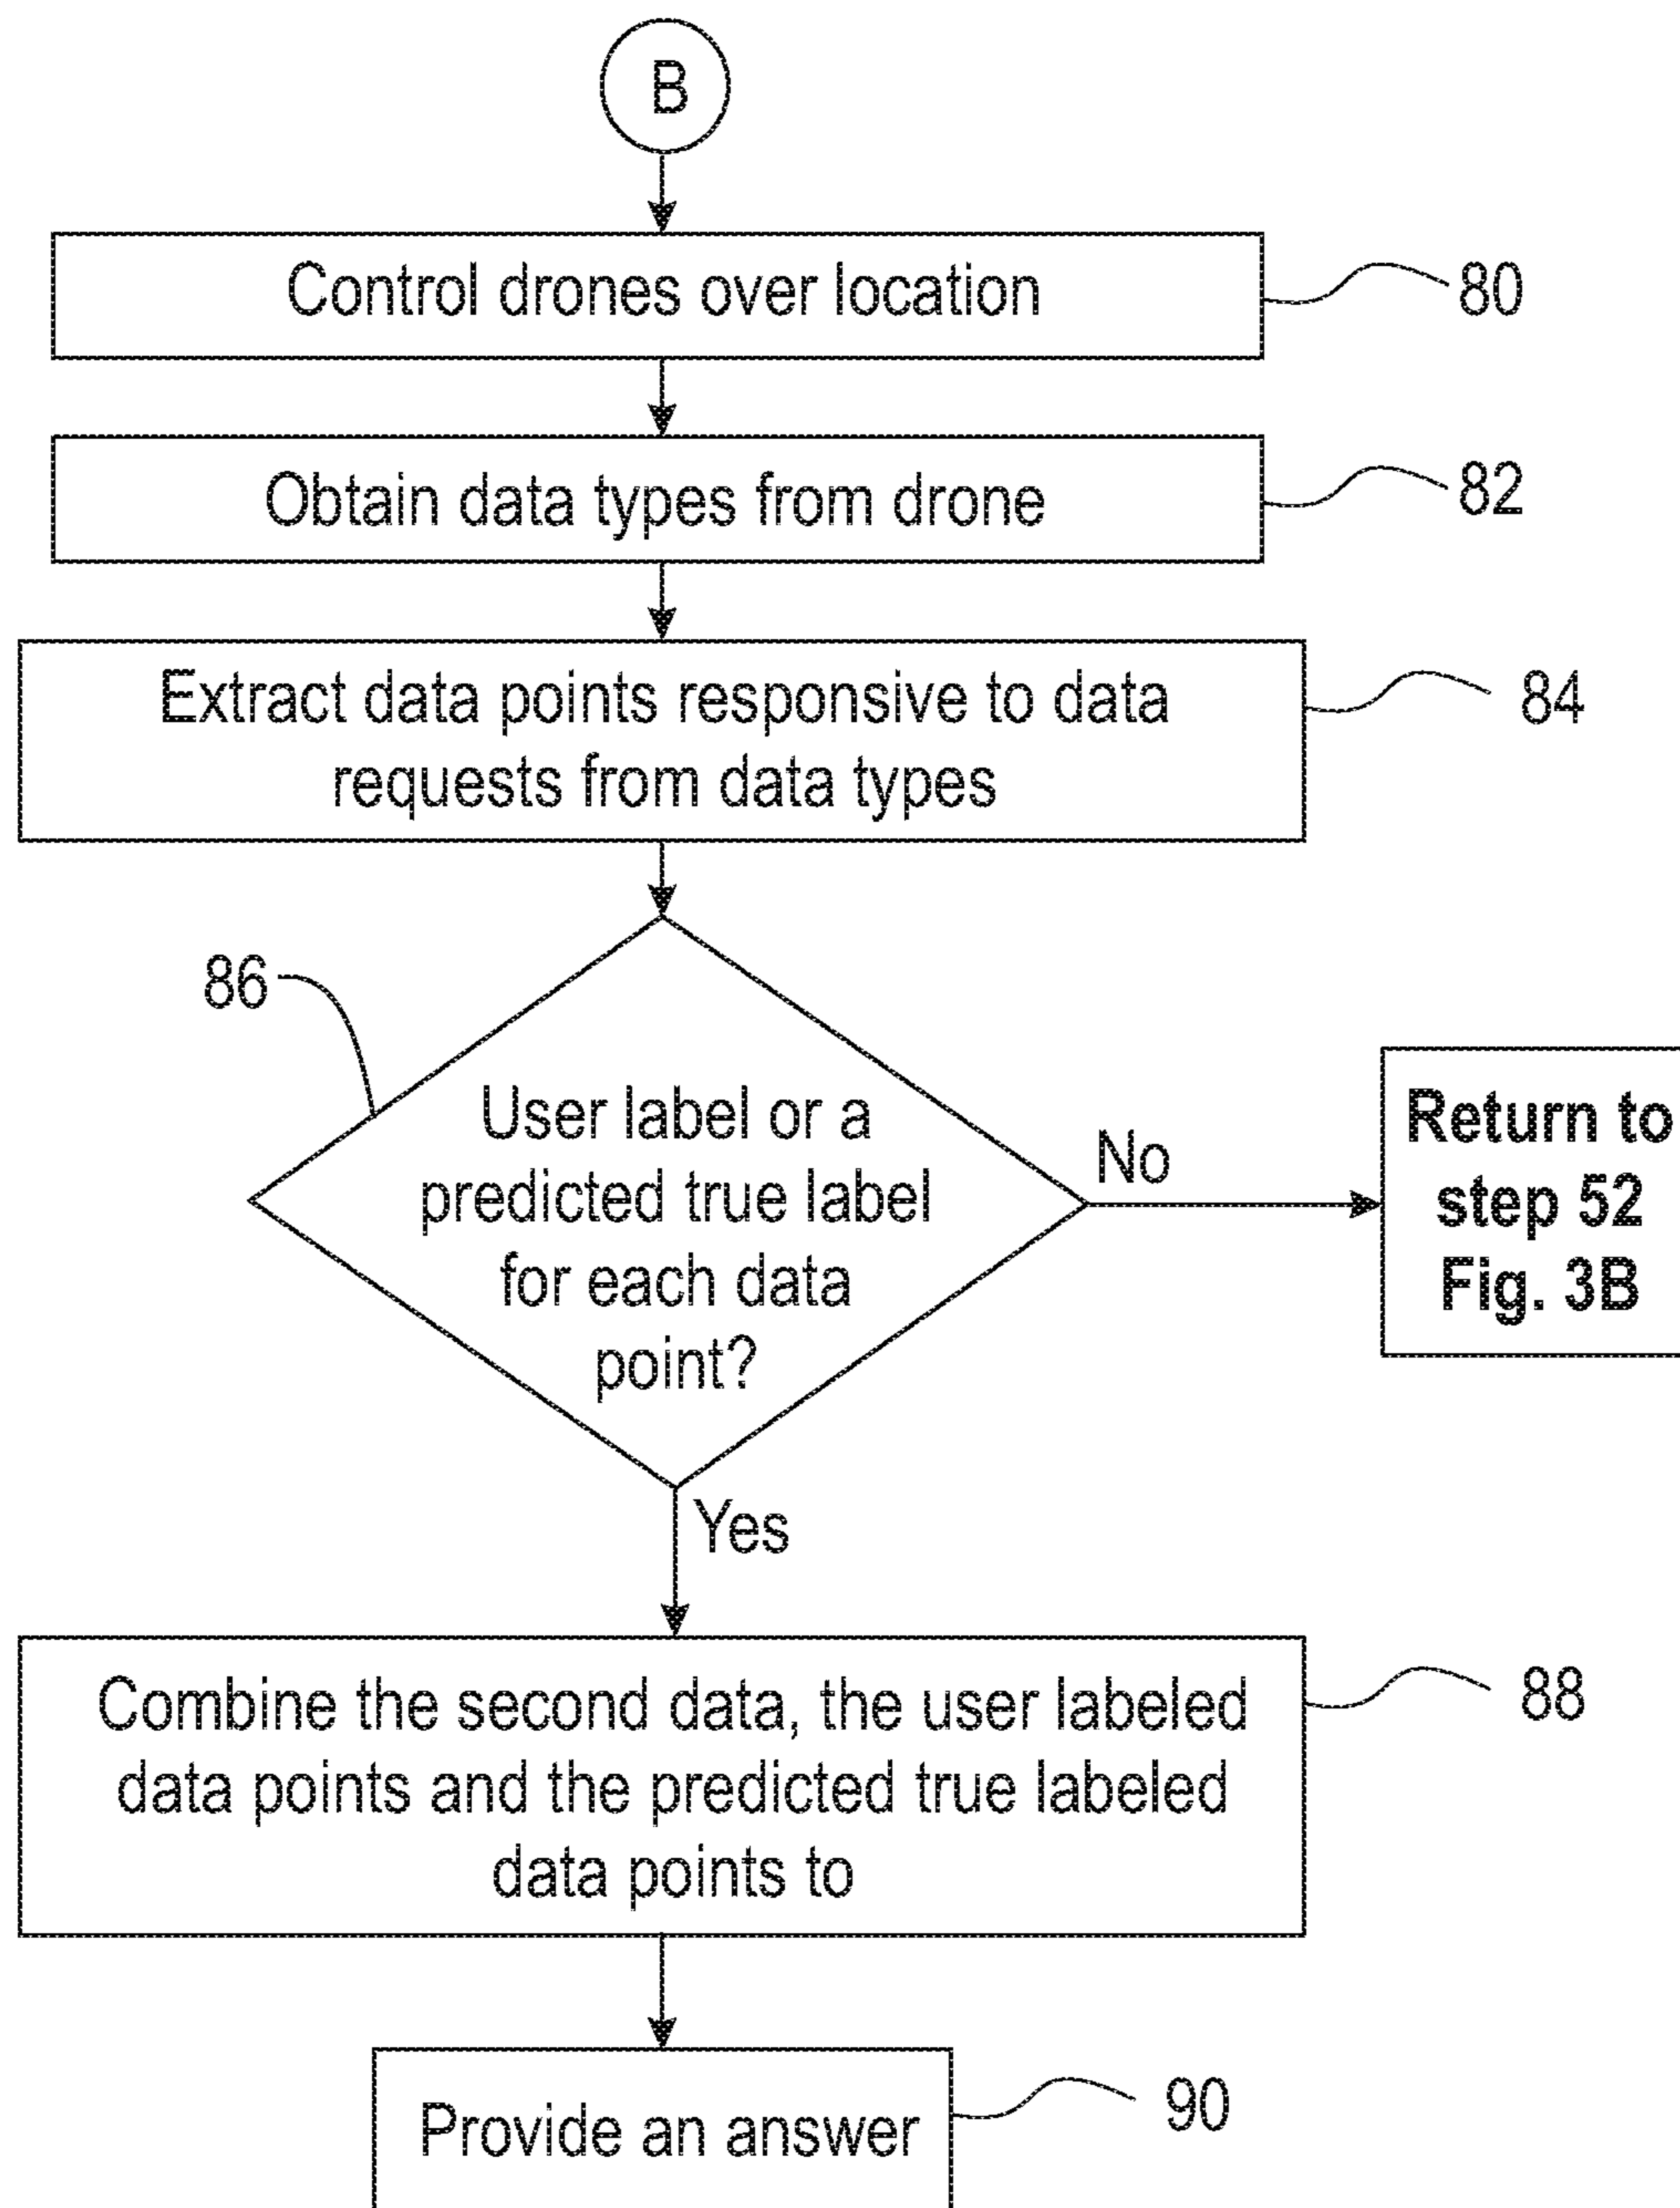 B
Control drones over location
80
Obtain data types from drone
82
Extract data points responsive to data
requests from data types
84
86
User label or a
predicted true label
for each data
point?
No
Return to
step 52
Fig. 3B
Yes
Combine the second data, the user labeled
data points and the predicted true labeled
data points to
88
Provide an answer
90